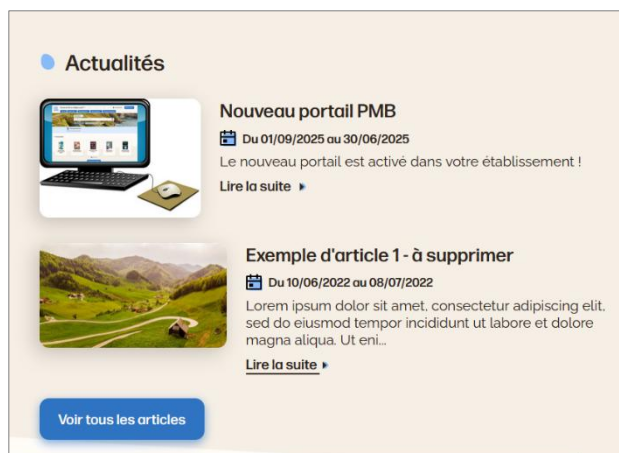 Actualités
Nouveau portail PMB
Du 01/09/2025 au 30/06/2025
Le nouveau portail est activé dans votre établissement !
Lire la suite
Exemple d'article 1 - à supprimer
Du 10/06/2022 au 08/07/2022
Lorem ipsum dolor sit amet, consectetur adipiscing elit,
sed do eiusmod tempor incididunt ut labore et dolore
magna aliqua. Ut eni...
Lire la suite
Voir tous les articles